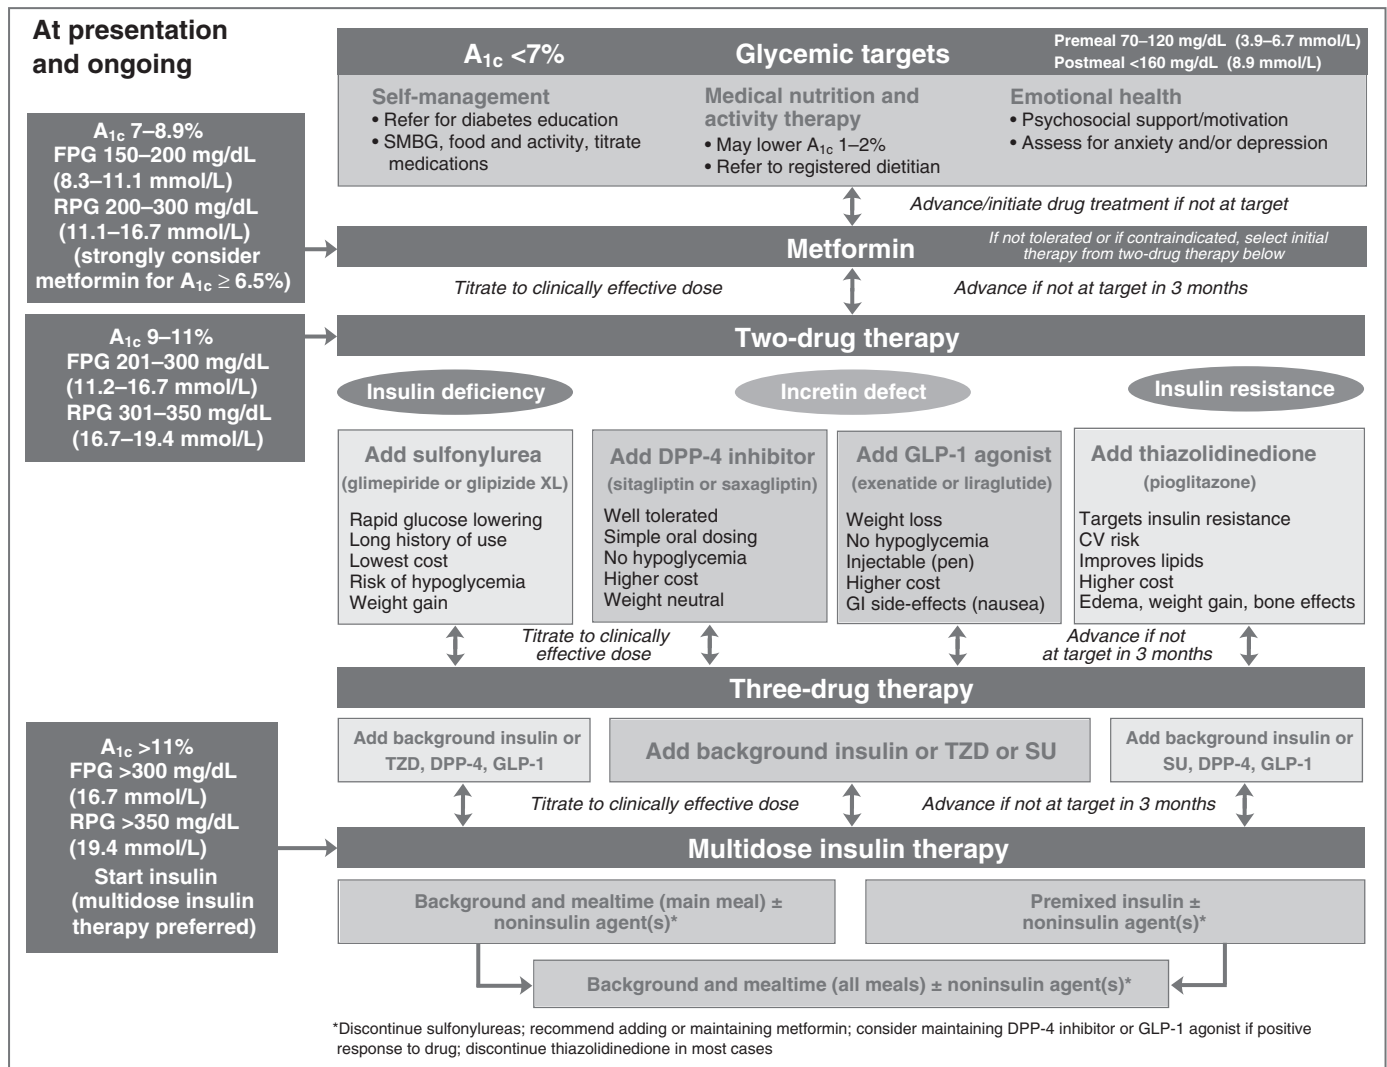 At presentation
and ongoing
A1c <7%
Glycemic targets
Premeal 70–120 mg/dL (3.9–6.7 mmol/L)
Postmeal <160 mg/dL (8.9 mmol/L)
Self-management
• Refer for diabetes education
• SMBG, food and activity, titrate
medications
Medical nutrition and
activity therapy
• May lower A1c 1–2%
• Refer to registered dietitian
Emotional health
• Psychosocial support/motivation
• Assess for anxiety and/or depression
A1c 7–8.9%
FPG 150–200 mg/dL
(8.3–11.1 mmol/L)
RPG 200–300 mg/dL
(11.1–16.7 mmol/L)
(strongly consider
metformin for A1c ≥ 6.5%)
Advance/initiate drug treatment if not at target
Metformin
If not tolerated or if contraindicated, select initial
therapy from two-drug therapy below
Titrate to clinically effective dose
Advance if not at target in 3 months
A1c 9–11%
FPG 201–300 mg/dL
(11.2–16.7 mmol/L)
RPG 301–350 mg/dL
(16.7–19.4 mmol/L)
Two-drug therapy
Insulin deficiency
Incretin defect
Insulin resistance
Add sulfonylurea
(glimepiride or glipizide XL)
Rapid glucose lowering
Long history of use
Lowest cost
Risk of hypoglycemia
Weight gain
Add DPP-4 inhibitor
(sitagliptin or saxagliptin)
Well tolerated
Simple oral dosing
No hypoglycemia
Higher cost
Weight neutral
Add GLP-1 agonist
(exenatide or liraglutide)
Weight loss
No hypoglycemia
Injectable (pen)
Higher cost
GI side-effects (nausea)
Add thiazolidinedione
(pioglitazone)
Targets insulin resistance
CV risk
Improves lipids
Higher cost
Edema, weight gain, bone effects
Titrate to clinically
effective dose
Advance if not
at target in 3 months
Three-drug therapy
Add background insulin or
TZD, DPP-4, GLP-1
Add background insulin or TZD or SU
Add background insulin or
SU, DPP-4, GLP-1
Titrate to clinically effective dose
Advance if not at target in 3 months
A1c >11%
FPG >300 mg/dL
(16.7 mmol/L)
RPG >350 mg/dL
(19.4 mmol/L)
Start insulin
(multidose insulin
therapy preferred)
Multidose insulin therapy
Background and mealtime (main meal) ±
noninsulin agent(s)*
Premixed insulin ±
noninsulin agent(s)*
Background and mealtime (all meals) ± noninsulin agent(s)*
*Discontinue sulfonylureas; recommend adding or maintaining metformin; consider maintaining DPP-4 inhibitor or GLP-1 agonist if positive
response to drug; discontinue thiazolidinedione in most cases